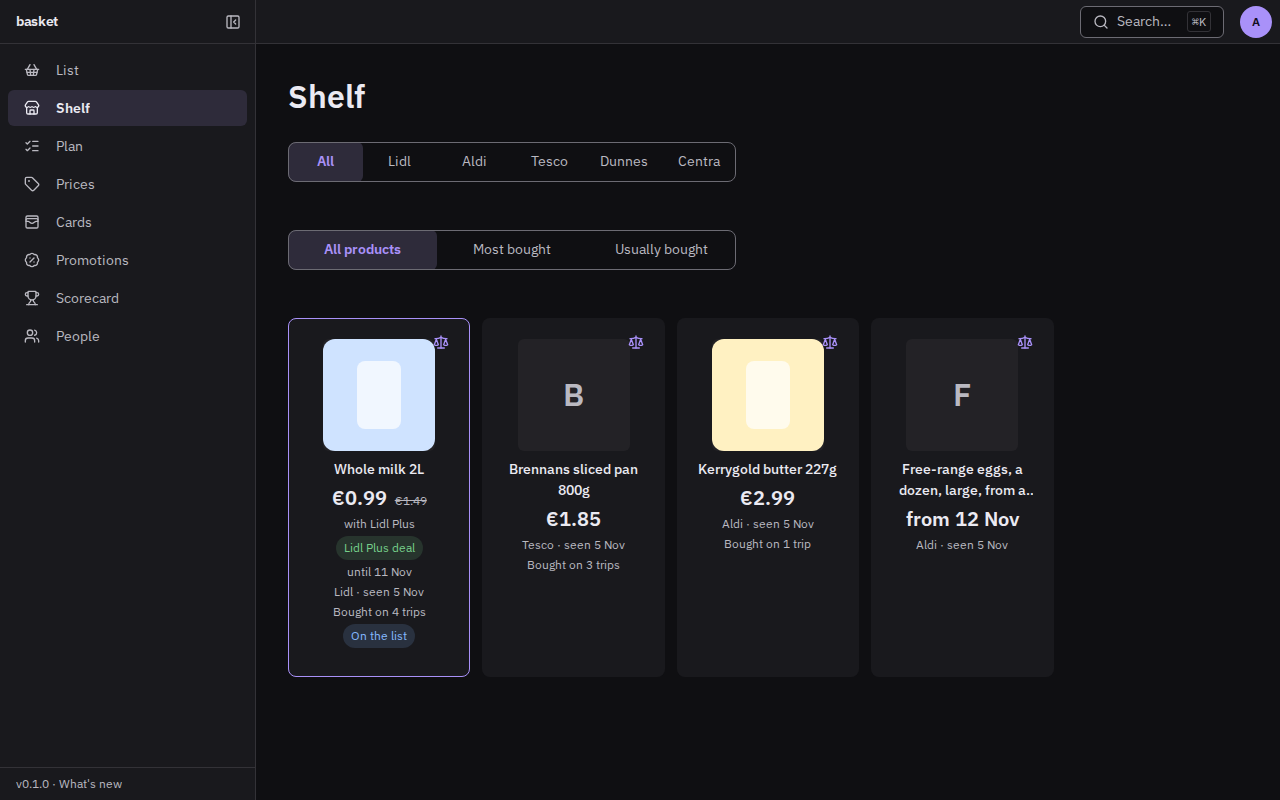 basket
Search...
⌘K
A
List
Shelf
Plan
Prices
Cards
Promotions
Scorecard
People
v0.1.0 · What's new
Shelf
All
Lidl
Aldi
Tesco
Dunnes
Centra
All products
Most bought
Usually bought
Whole milk 2L
€0.99 €1.49
with Lidl Plus
Lidl Plus deal
until 11 Nov
Lidl · seen 5 Nov
Bought on 4 trips
On the list
B
Brennans sliced pan
800g
€1.85
Tesco · seen 5 Nov
Bought on 3 trips
Kerrygold butter 227g
€2.99
Aldi · seen 5 Nov
Bought on 1 trip
F
Free-range eggs, a
dozen, large, from a..
from 12 Nov
Aldi · seen 5 Nov